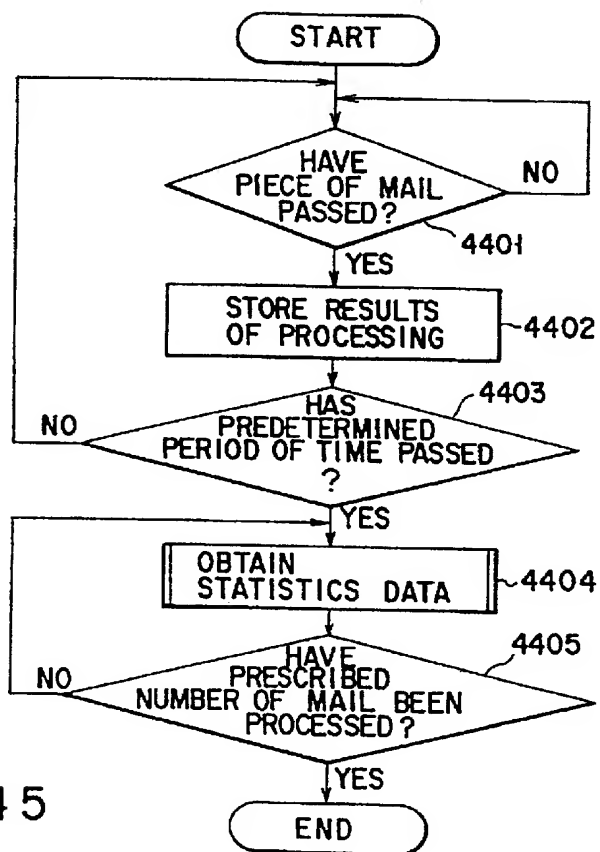 START
HAVE
PIECE OF MAIL
PASSED?
NO
4401
YES
STORE RESULTS
OF PROCESSING
4402
4403
HAS
PREDETERMINED
PERIOD OF TIME PASSED
?
NO
YES
OBTAIN
STATISTICS DATA
4404
4405
HAVE
PRESCRIBED
NUMBER OF MAIL BEEN
PROCESSED?
NO
YES
45
END